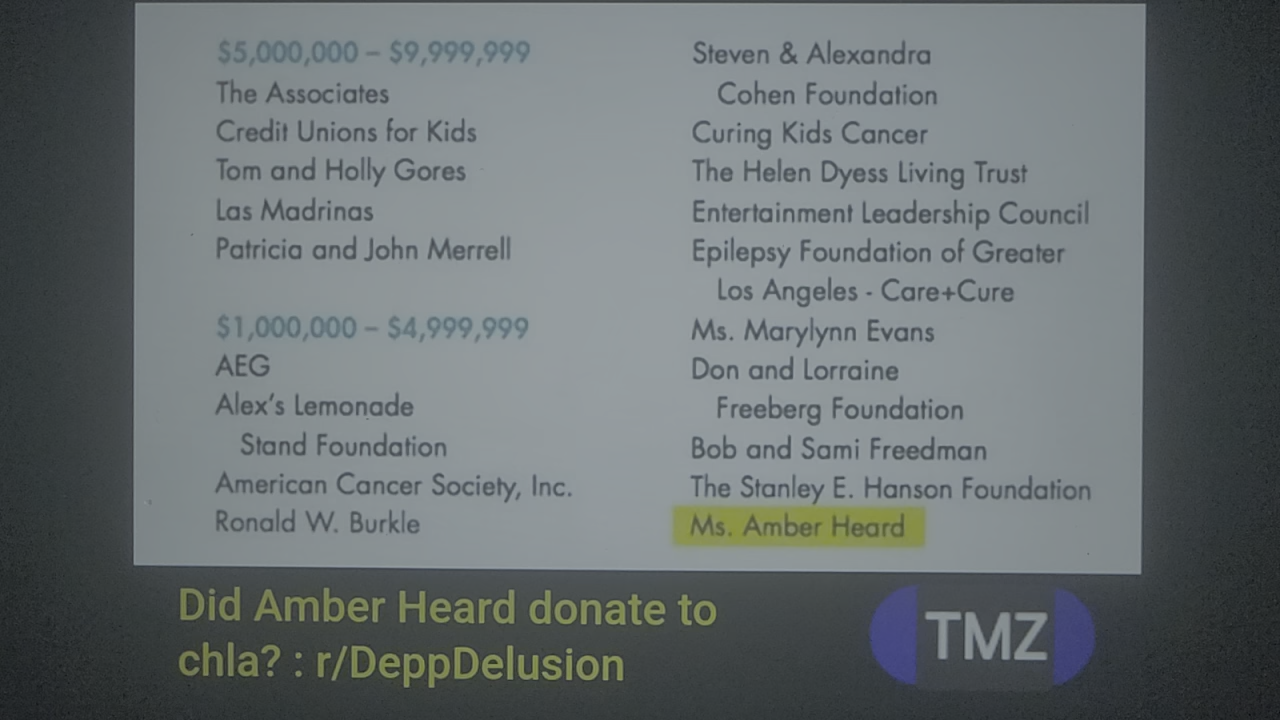 $5,000,000 – $9,999,999
The Associates
Credit Unions for Kids
Tom and Holly Gores
Las Madrinas
Patricia and John Merrell
$1,000,000 – $4,999,999
AEG
Alex’s Lemonade
Stand Foundation
American Cancer Society, Inc.
Ronald W. Burkle
Steven & Alexandra
Cohen Foundation
Curing Kids Cancer
The Helen Dyess Living Trust
Entertainment Leadership Council
Epilepsy Foundation of Greater
Los Angeles - Care+Cure
Ms. Marylynn Evans
Don and Lorraine
Freeberg Foundation
Bob and Sami Freedman
The Stanley E. Hanson Foundation
Ms. Amber Heard
Did Amber Heard donate to
chla? : r/DeppDelusion
TMZ